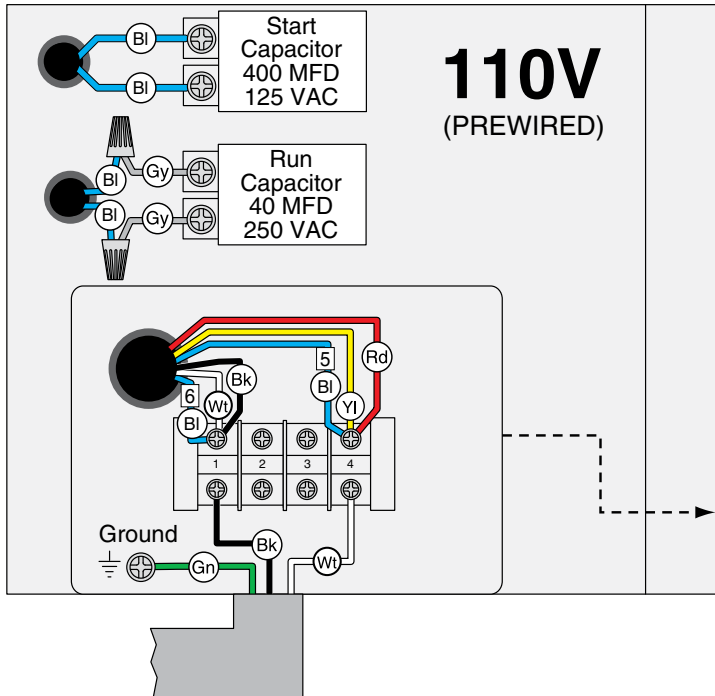 Bl
Bl
Start
Capacitor
400 MFD
125 VAC
110V
(PREWIRED)
Bl
Gy
Bl
Gy
Run
Capacitor
40 MFD
250 VAC
5
Rd
Bk
Bl
6
Wt
Yl
Bl
1 2 3 4
Ground
Bk
Wt
Gn